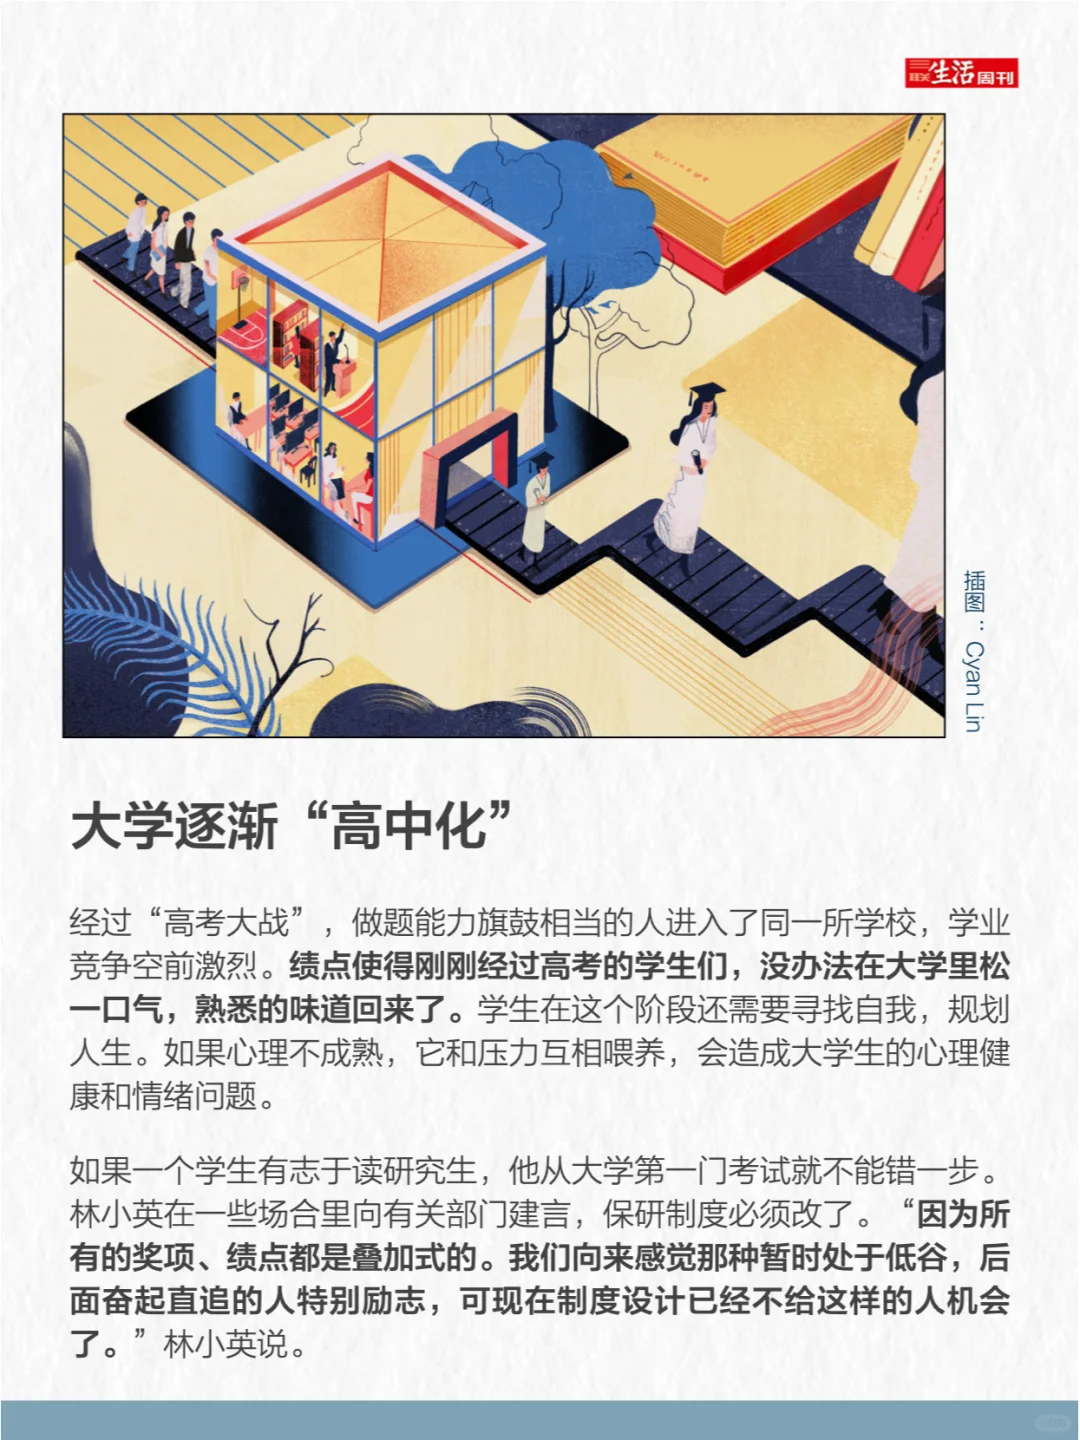 三联生活周刊
插图：Cyan Lin
大学逐渐“高中化”
经过“高考大战”，做题能力旗鼓相当的人进入了同一所学校，学业
竞争空前激烈。绩点使得刚刚经过高考的学生们，没办法在大学里松
一口气，熟悉的味道回来了。学生在这个阶段还需要寻找自我，规划
人生。如果心理不成熟，它和压力互相喂养，会造成大学生的心理健
康和情绪问题。
如果一个学生有志于读研究生，他从大学第一门考试就不能错一步。
林小英在一些场合里向有关部门建言，保研制度必须改了。“因为所
有的奖项、绩点都是叠加式的。我们向来感觉那种暂时处于低谷，后
面奋起直追的人特别励志，可现在制度设计已经不给这样的人机会
了。”林小英说。